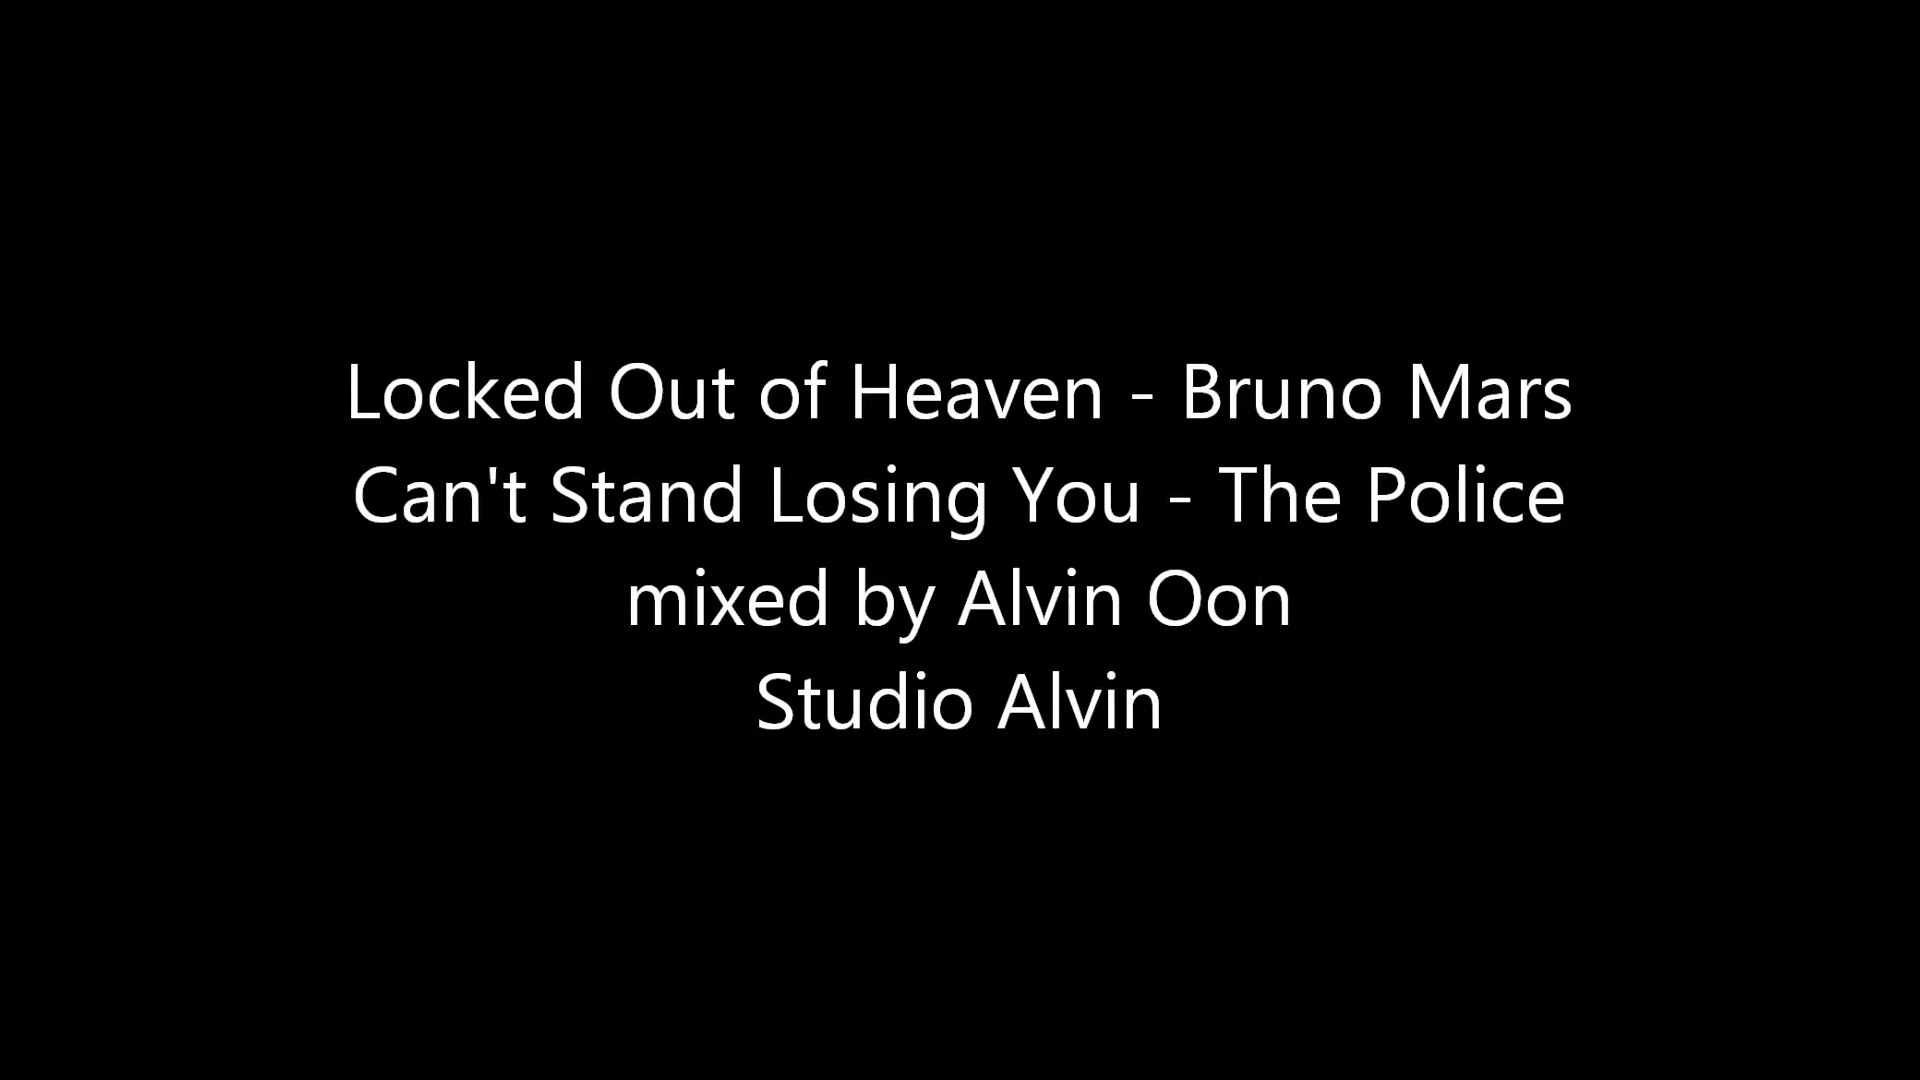 Locked Out of Heaven - Bruno Mars
Can't Stand Losing You - The Police
mixed by Alvin Oon
Studio Alvin